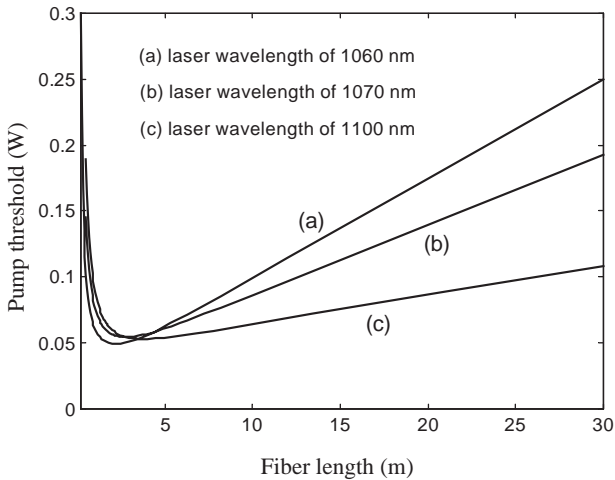 0.3
(a) laser wavelength of 1060 nm
(b) laser wavelength of 1070 nm
(c) laser wavelength of 1100 nm
0.25
0.2
0.15
0.1
0.05
0
Pump threshold (W)
(a)
(b)
(c)
5 10 15 20 25 30
Fiber length (m)